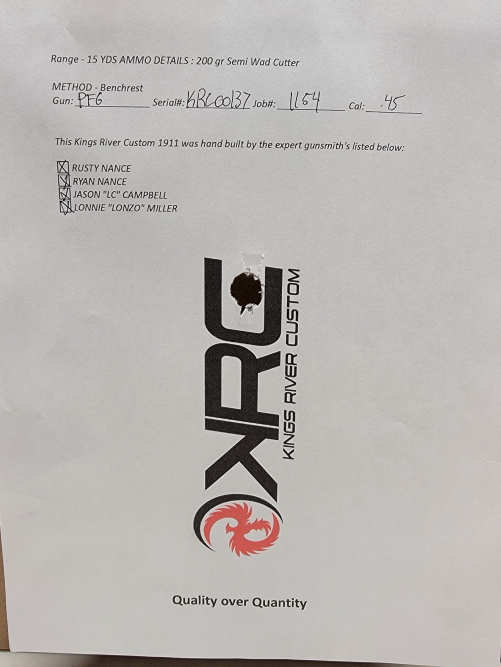 Range - 15 YDS AMMO DETAILS : 200 gr Semi Wad Cutter
METHOD - Benchrest
Gun: PF6 Serial#: KRC00137 Job#: 1154 Cal: .45
This Kings River Custom 1911 was hand built by the expert gunsmith's listed below:
RUSTY NANCE
RYAN NANCE
JASON "LC" CAMPBELL
LONNIE "LONZO" MILLER
KRC
KINGS RIVER CUSTOM
Quality over Quantity